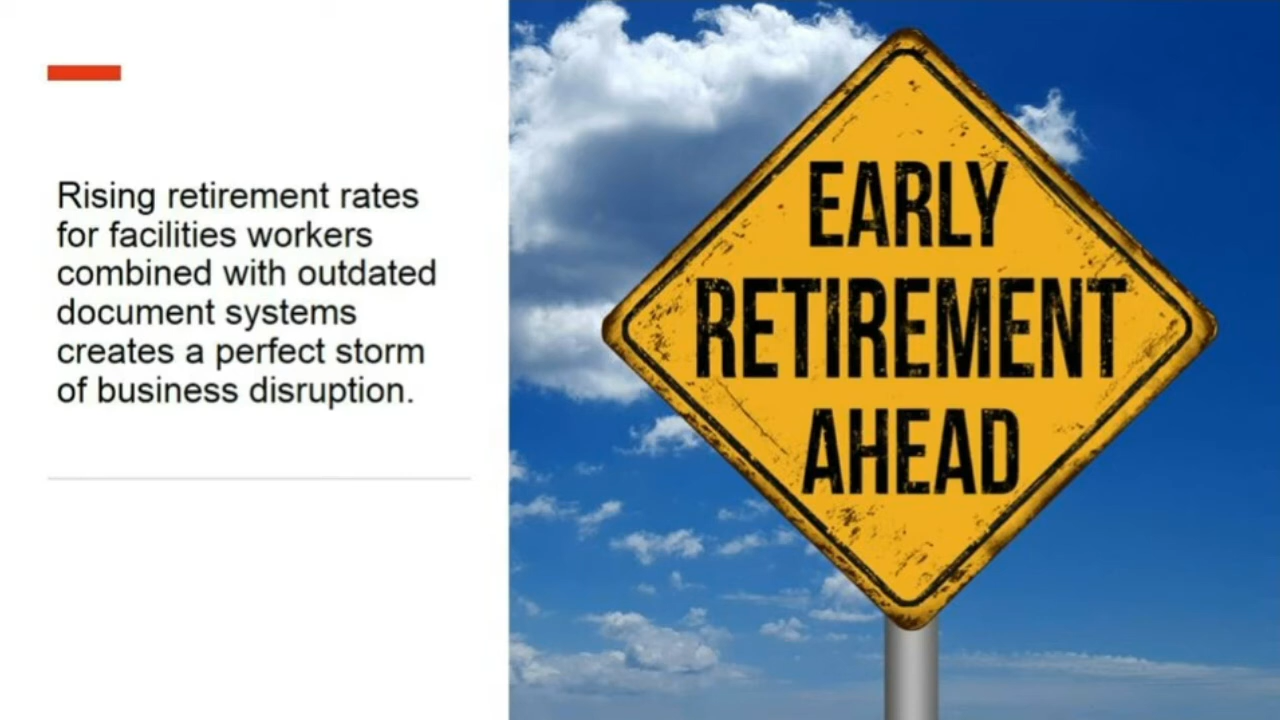 Rising retirement rates
for facilities workers
combined with outdated
document systems
creates a perfect storm
of business disruption.
EARLY
RETIREMENT
AHEAD